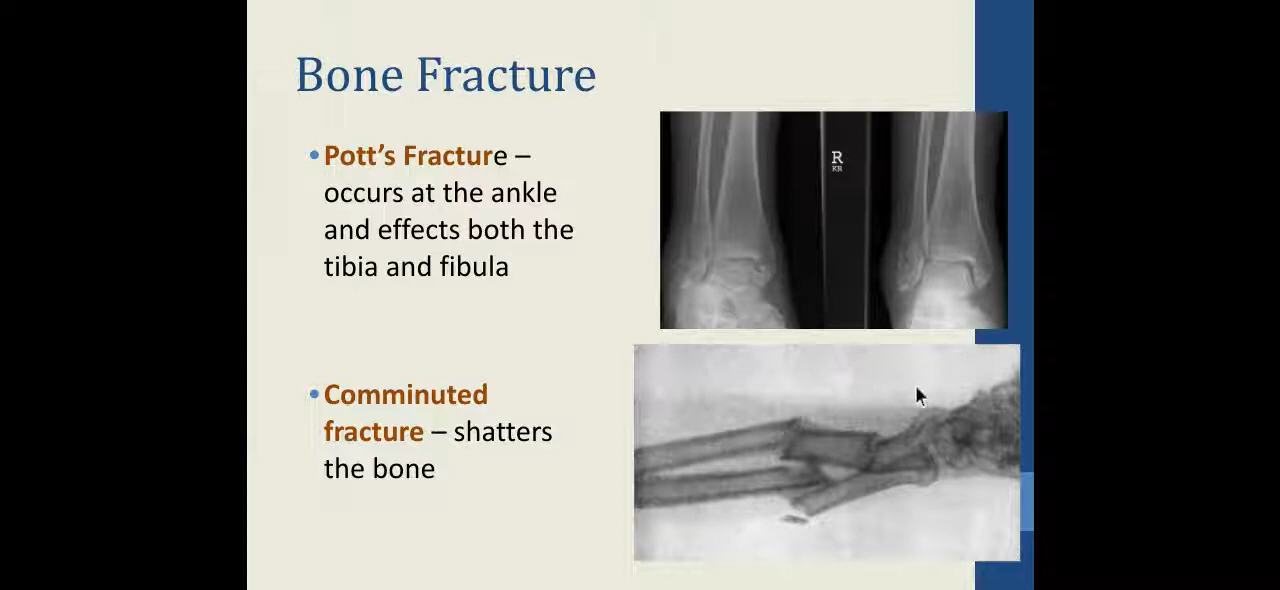 Bone Fracture
•Pott’s Fracture –
occurs at the ankle
and effects both the
tibia and fibula
R
KR
•Comminuted
fracture – shatters
the bone